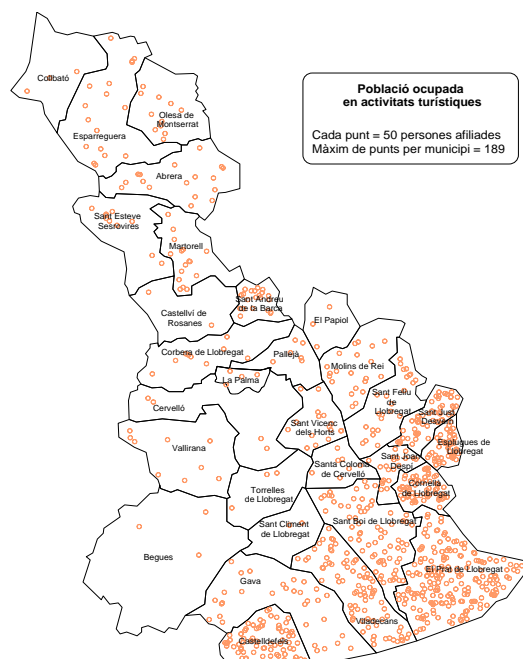 Població ocupada
en activitats turístiques
Cada punt = 50 persones afiliades
Màxim de punts per municipi = 189
Collbató
Olesa de
Montserrat
Esparreguera
Abrera
Sant Esteve
Sesrovires
Martorell
Sant Andreu
de la Barca
Castellví de
Rosanes
El Papiol
Corbera de Llobregat
Pallejà
Molins de Rei
La Palma
Sant Feliu
de
Llobregat
Cervelló
Sant Just
Desvern
Sant Vicenç
dels Horts
Esplugues de
Llobregat
Vallirana
Sant Joan
Despí
Santa Coloma
de Cervelló
Cornellà
de Llobregat
Torrelles
de Llobregat
Sant Climent
de Llobregat
Sant Boi de Llobregat
Begues
El Prat de Llobregat
Gava
Viladecans
Castelldefels